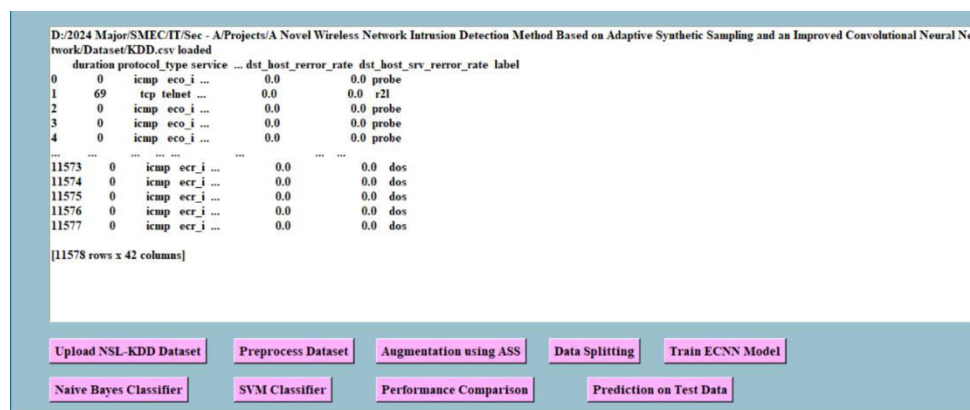 D:/2024 Major/SMEC/IT/Sec - A/Projects/A Novel Wireless Network Intrusion Detection Method Based on Adaptive Synthetic Sampling and an Improved Convolutional Neural Ne
twork/Dataset/KDD.csv loaded
duration protocol_type service ... dst_host_rerror_rate dst_host_srv_rerror_rate label
0 0 icmp eco_i ... 0.0 0.0 probe
1 69 tcp telnet ... 0.0 0.0 r2l
2 0 icmp eco_i ... 0.0 0.0 probe
3 0 icmp eco_i ... 0.0 0.0 probe
4 0 icmp eco_i ... 0.0 0.0 probe
... ... ... ... ... ... ... ...
11573 0 icmp ecr_i ... 0.0 0.0 dos
11574 0 icmp ecr_i ... 0.0 0.0 dos
11575 0 icmp ecr_i ... 0.0 0.0 dos
11576 0 icmp ecr_i ... 0.0 0.0 dos
11577 0 icmp ecr_i ... 0.0 0.0 dos
[11578 rows x 42 columns]
Upload NSL-KDD Dataset Preprocess Dataset Augmentation using ASS Data Splitting Train ECNN Model
Naive Bayes Classifier SVM Classifier Performance Comparison Prediction on Test Data